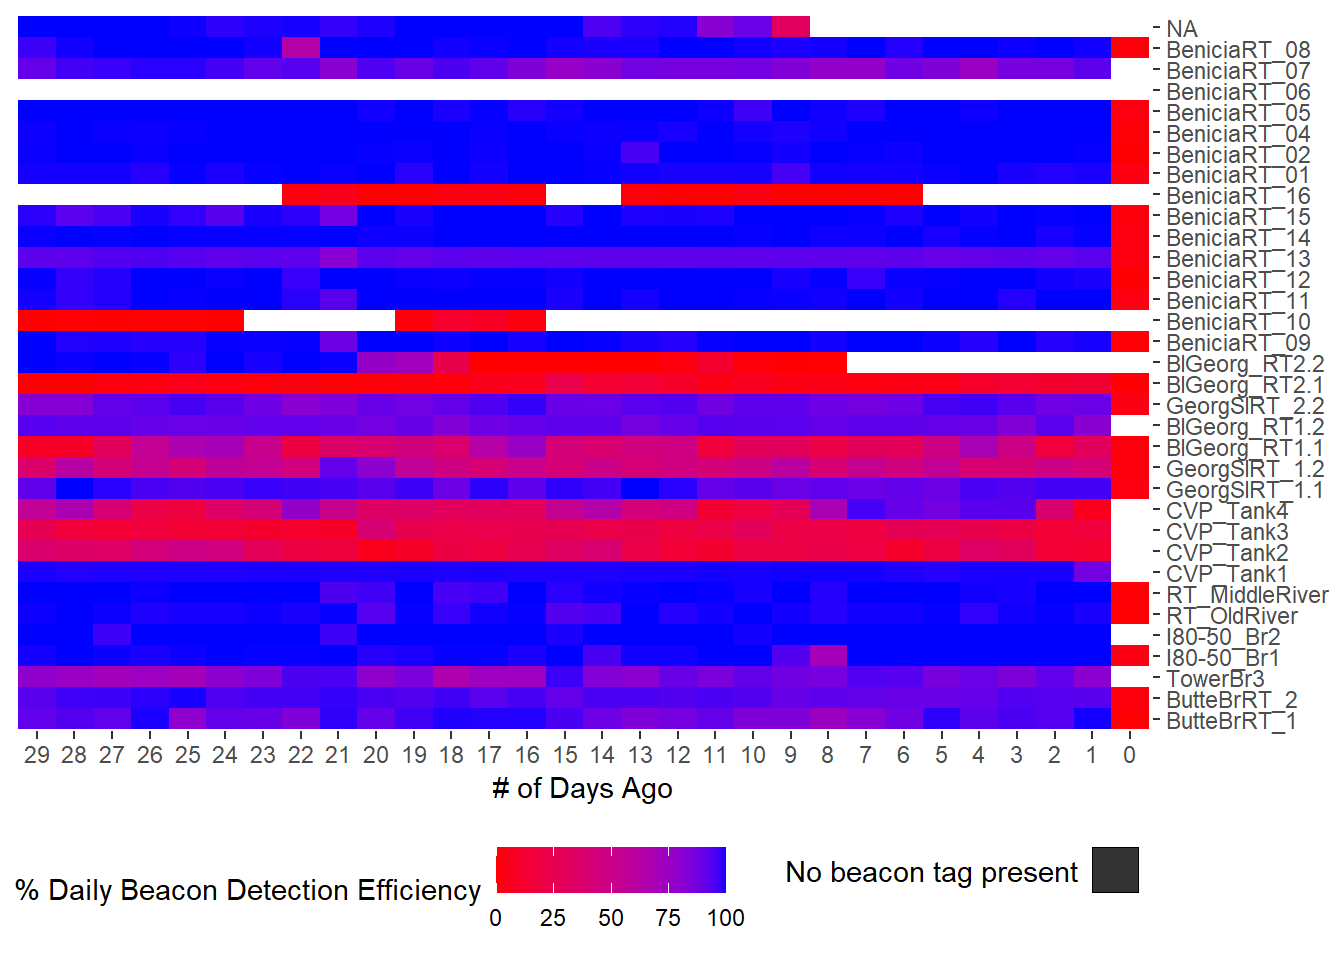 NA
BeniciaRT_08
BeniciaRT_07
BeniciaRT_06
BeniciaRT_05
BeniciaRT_04
BeniciaRT_02
BeniciaRT_01
BeniciaRT_16
BeniciaRT_15
BeniciaRT_14
BeniciaRT_13
BeniciaRT_12
BeniciaRT_11
BeniciaRT_10
BeniciaRT_09
BlGeorg_RT2.2
BlGeorg_RT2.1
GeorgSlRT_2.2
BlGeorg_RT1.2
BlGeorg_RT1.1
GeorgSlRT_1.2
GeorgSlRT_1.1
CVP_Tank4
CVP_Tank3
CVP_Tank2
CVP_Tank1
RT_MiddleRiver
RT_OldRiver
I80-50_Br2
I80-50_Br1
TowerBr3
ButteBrRT_2
ButteBrRT_1
29 28 27 26 25 24 23 22 21 20 19 18 17 16 15 14 13 12 11 10 9 8 7 6 5 4 3 2 1 0
# of Days Ago
% Daily Beacon Detection Efficiency
0 25 50 75 100
No beacon tag present